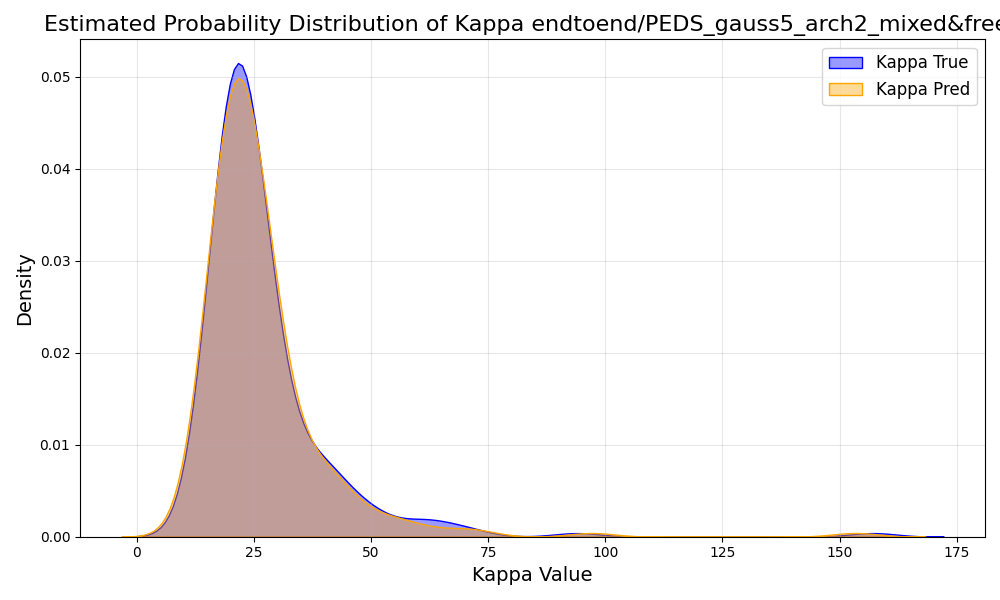 Estimated Probability Distribution of Kappa endtoend/PEDS_gauss5_arch2_mixed&free
Kappa True
Kappa Pred
0.05
0.04
0.03
0.02
0.01
0.00
Density
0 25 50 75 100 125 150 175
Kappa Value